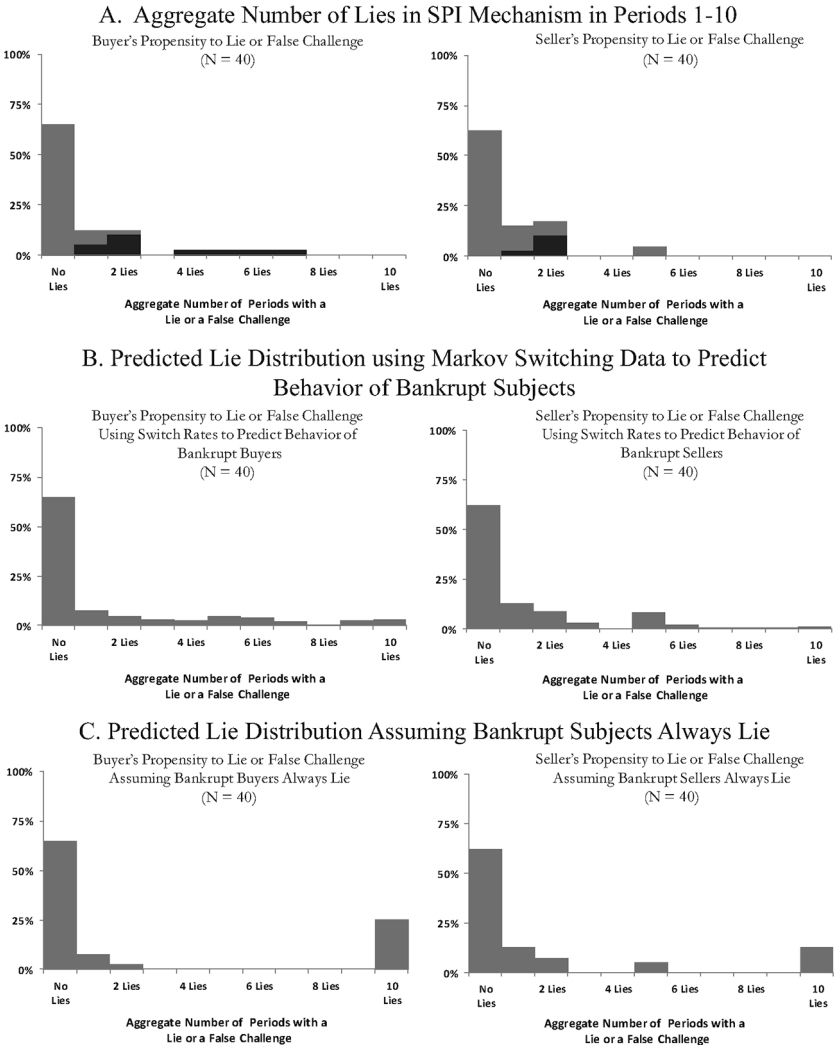 A. Aggregate Number of Lies in SPI Mechanism in Periods 1-10
Buyer's Propensity to Lie or False Challenge
(N = 40)
100%
75%
50%
25%
0%
No
Lies
2 Lies
4 Lies
6 Lies
8 Lies
10
Lies
Aggregate Number of Periods with a
Lie or a False Challenge
Seller's Propensity to Lie or False Challenge
(N = 40)
100%
75%
50%
25%
0%
No
Lies
2 Lies
4 Lies
6 Lies
8 Lies
10
Lies
Aggregate Number of Periods with a
Lie or a False Challenge
B. Predicted Lie Distribution using Markov Switching Data to Predict
Behavior of Bankrupt Subjects
Buyer's Propensity to Lie or False Challenge
Using Switch Rates to Predict Behavior of
Bankrupt Buyers
(N = 40)
100%
75%
50%
25%
0%
No
Lies
2 Lies
4 Lies
6 Lies
8 Lies
10
Lies
Aggregate Number of Periods with a
Lie or a False Challenge
Seller's Propensity to Lie or False Challenge
Using Switch Rates to Predict Behavior of
Bankrupt Sellers
(N = 40)
100%
75%
50%
25%
0%
No
Lies
2 Lies
4 Lies
6 Lies
8 Lies
10
Lies
Aggregate Number of Periods with a
Lie or a False Challenge
C. Predicted Lie Distribution Assuming Bankrupt Subjects Always Lie
Buyer's Propensity to Lie or False Challenge
Assuming Bankrupt Buyers Always Lie
(N = 40)
100%
75%
50%
25%
0%
No
Lies
2 Lies
4 Lies
6 Lies
8 Lies
10
Lies
Aggregate Number of Periods with a
Lie or a False Challenge
Seller's Propensity to Lie or False Challenge
Assuming Bankrupt Sellers Always Lie
(N = 40)
100%
75%
50%
25%
0%
No
Lies
2 Lies
4 Lies
6 Lies
8 Lies
10
Lies
Aggregate Number of Periods with a
Lie or a False Challenge